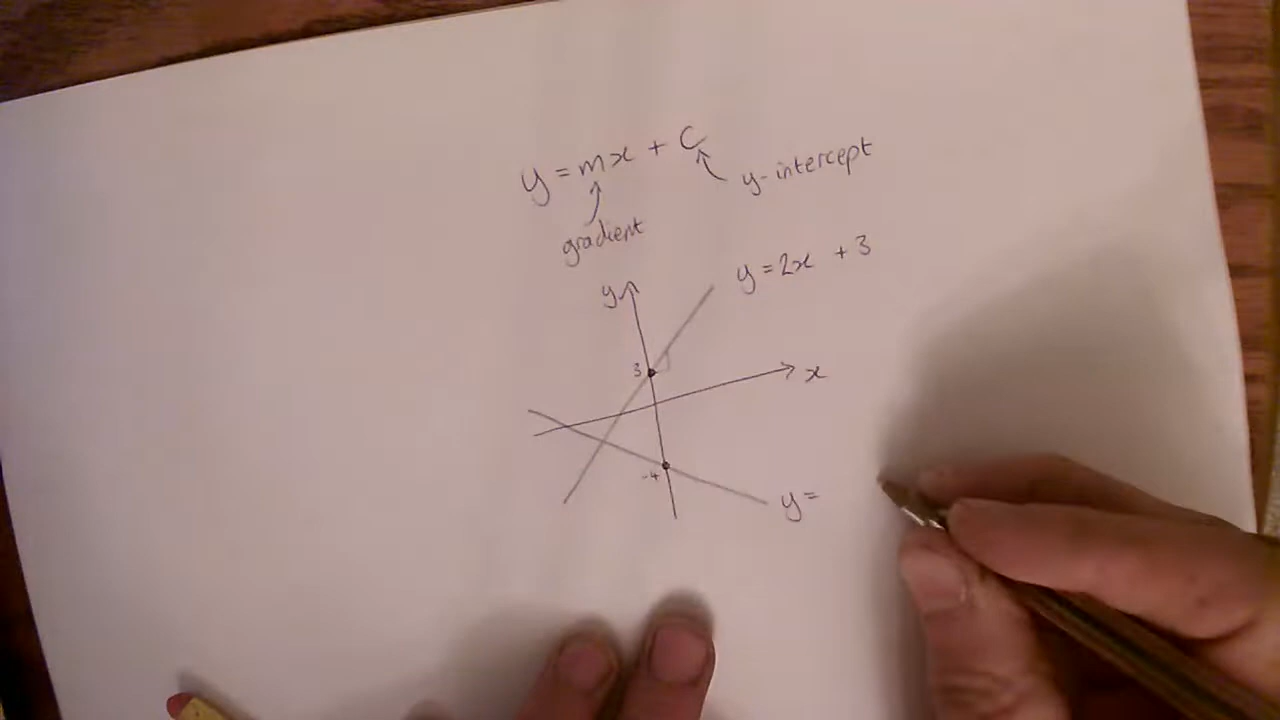 y = mx + c
y-intercept
gradient
y = 2x + 3
y
3
x
-4
y =